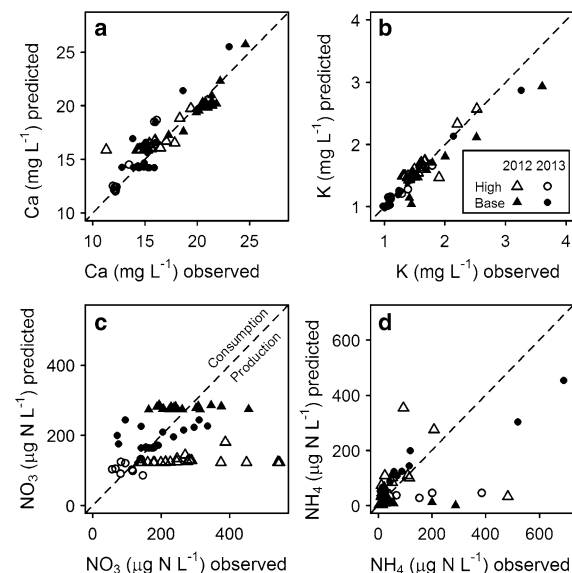 a
25
20
15
10
Ca (mg L⁻¹) predicted
10 15 20 25
Ca (mg L⁻¹) observed
b
4
3
2
1
K (mg L⁻¹) predicted
2012 2013
High
Base
1 2 3 4
K (mg L⁻¹) observed
c
400
200
0
NO₃ (µg N L⁻¹) predicted
Consumption
Production
0 200 400
NO₃ (µg N L⁻¹) observed
d
600
400
200
0
NH₄ (µg N L⁻¹) predicted
0 200 400 600
NH₄ (µg N L⁻¹) observed